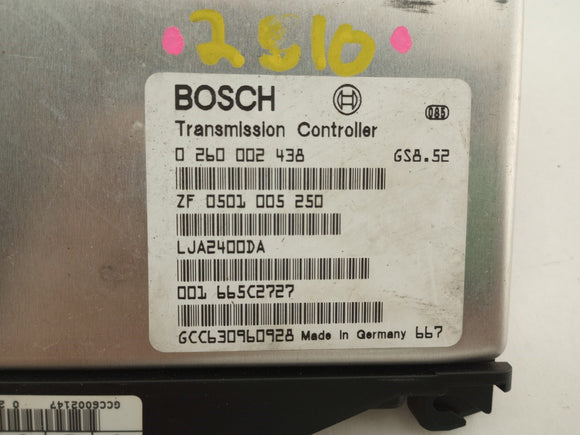 2810
BOSCH
085
Transmission Controller
0 260 002 438 GS8.52
ZF 0501 005 250
LJA2400DA
001 665C2727
GCC630960928 Made in Germany 667
GCC60002147